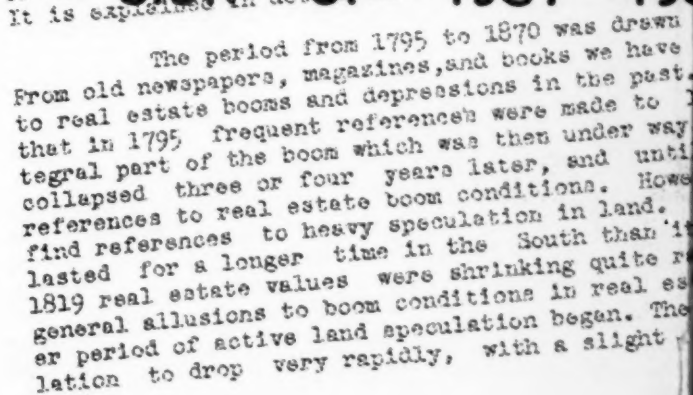 It is explained in
The period from 1795 to 1870 was drawn
From old newspapers, magazines,and books we have
to real estate booms and depressions in the past
that in 1795 frequent references were made to
tegral part of the boom which was then under way
collapsed three or four years later, and unti
references to real estate boom conditions. Howe
find references to heavy speculation in land.
lasted for a longer time in the South than it
1819 real estate values were shrinking quite r
general allusions to boom conditions in real es
er period of active land speculation began. The
lation to drop very rapidly, with a slight